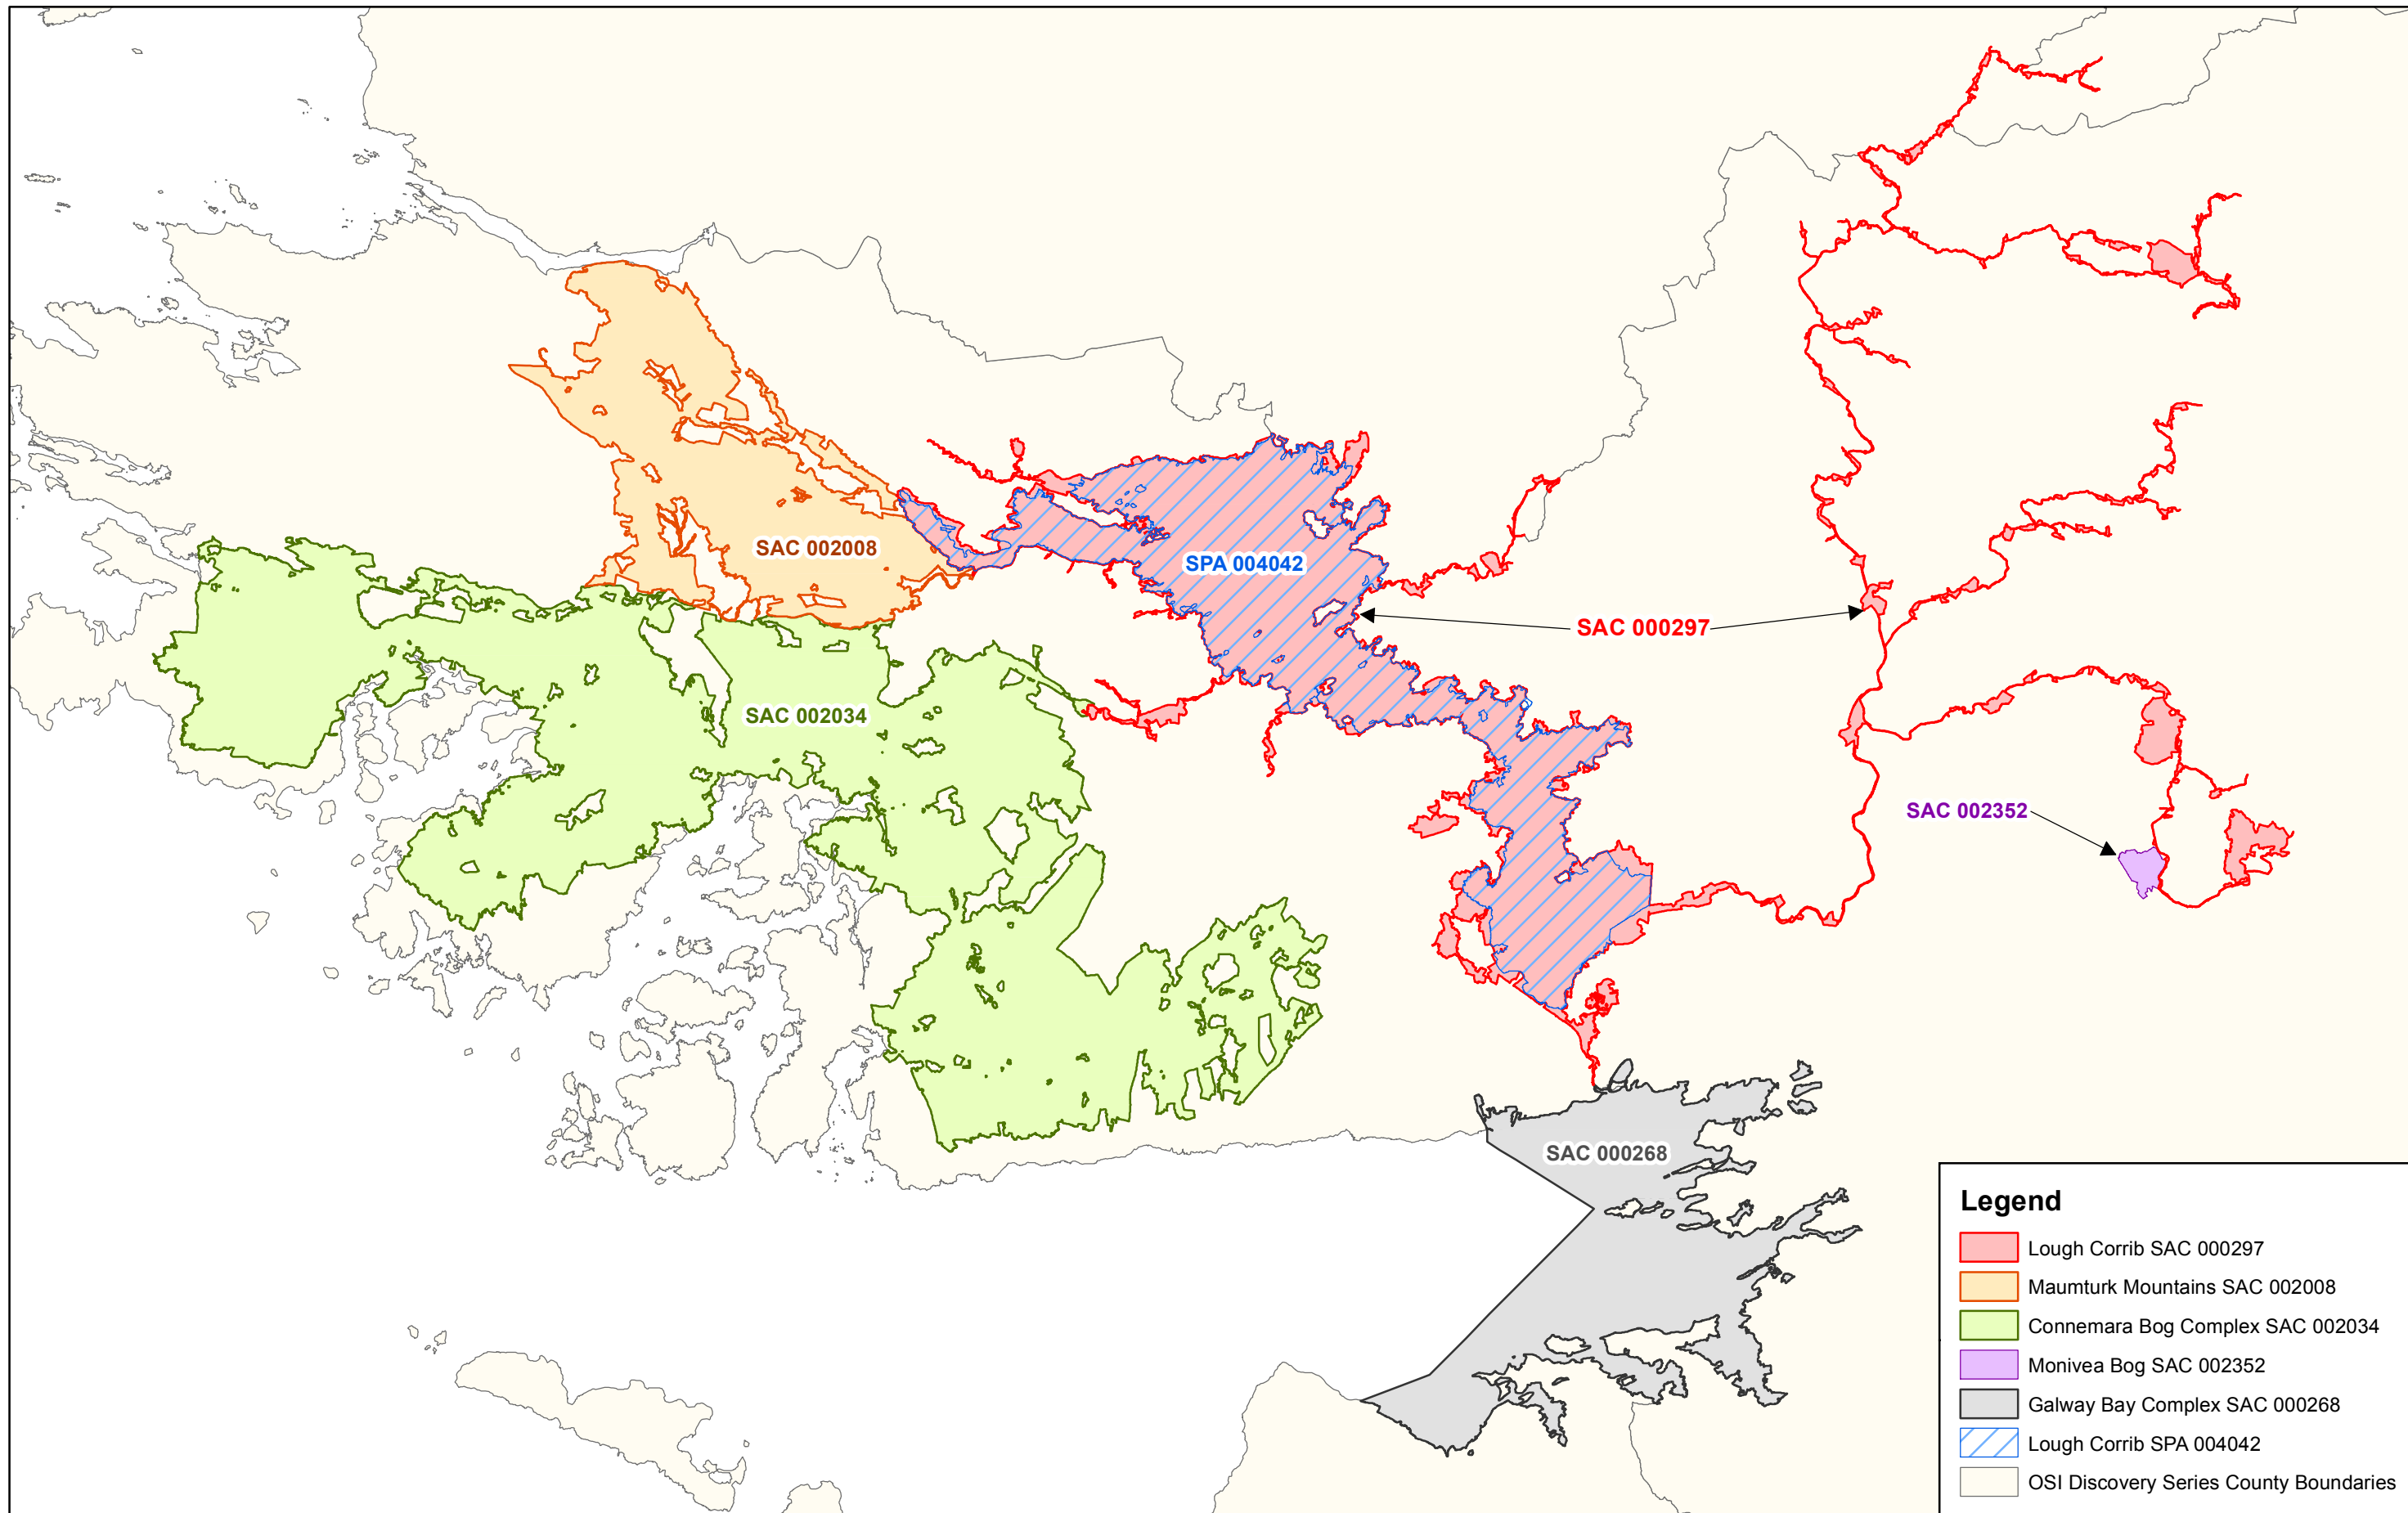 SAC 002008
SPA 004042
SAC 000297
SAC 002034
SAC 002352
SAC 000268
Legend
Lough Corrib SAC 000297
Maumturk Mountains SAC 002008
Connemara Bog Complex SAC 002034
Monivea Bog SAC 002352
Galway Bay Complex SAC 000268
Lough Corrib SPA 004042
OSI Discovery Series County Boundaries